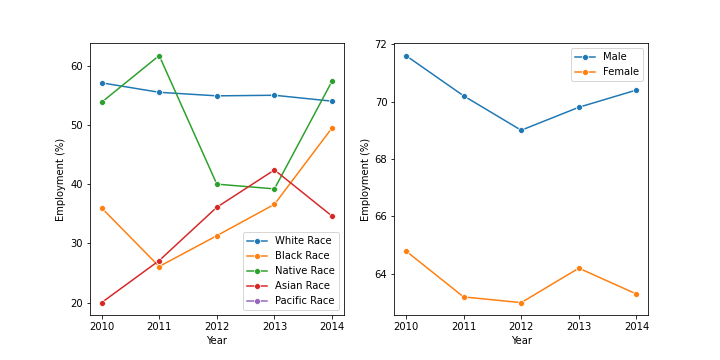 60
50
40
30
20
Employment (%)
2010 2011 2012 2013 2014
Year
White Race
Black Race
Native Race
Asian Race
Pacific Race
72
70
68
66
64
Employment (%)
2010 2011 2012 2013 2014
Year
Male
Female